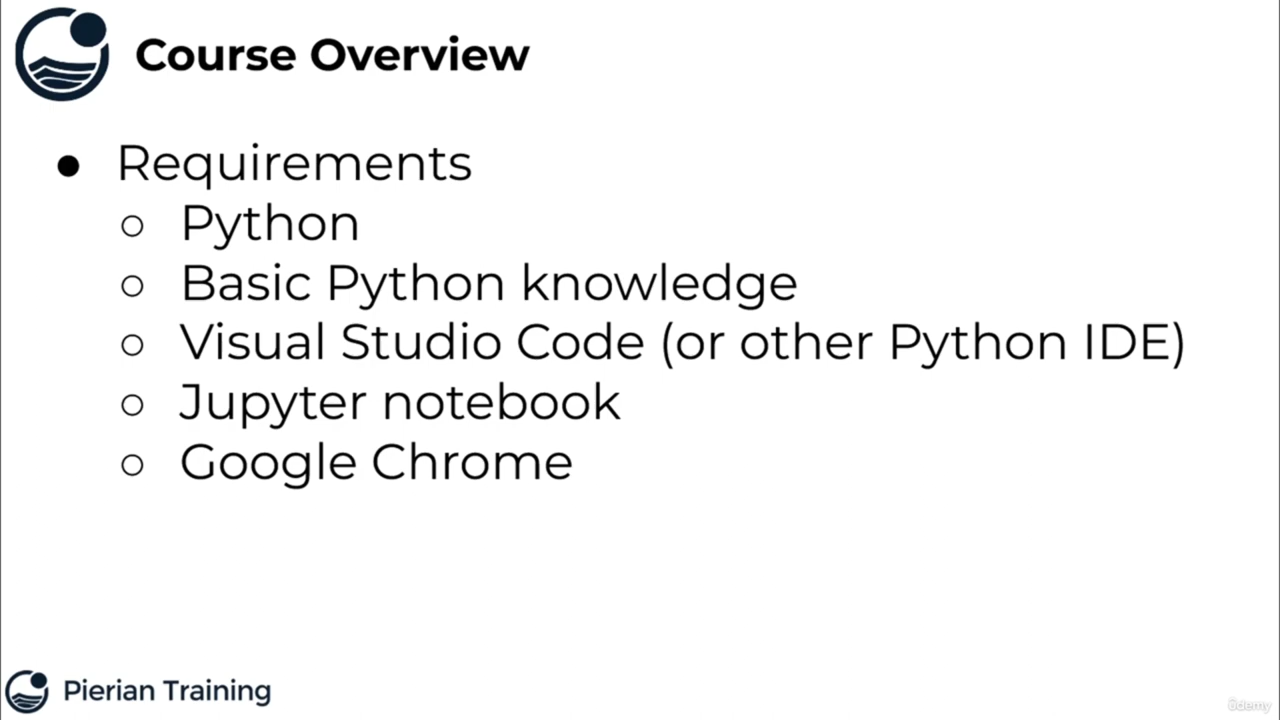 Course Overview
● Requirements
○ Python
○ Basic Python knowledge
○ Visual Studio Code (or other Python IDE)
○ Jupyter notebook
○ Google Chrome
Pierian Training
ûdemy